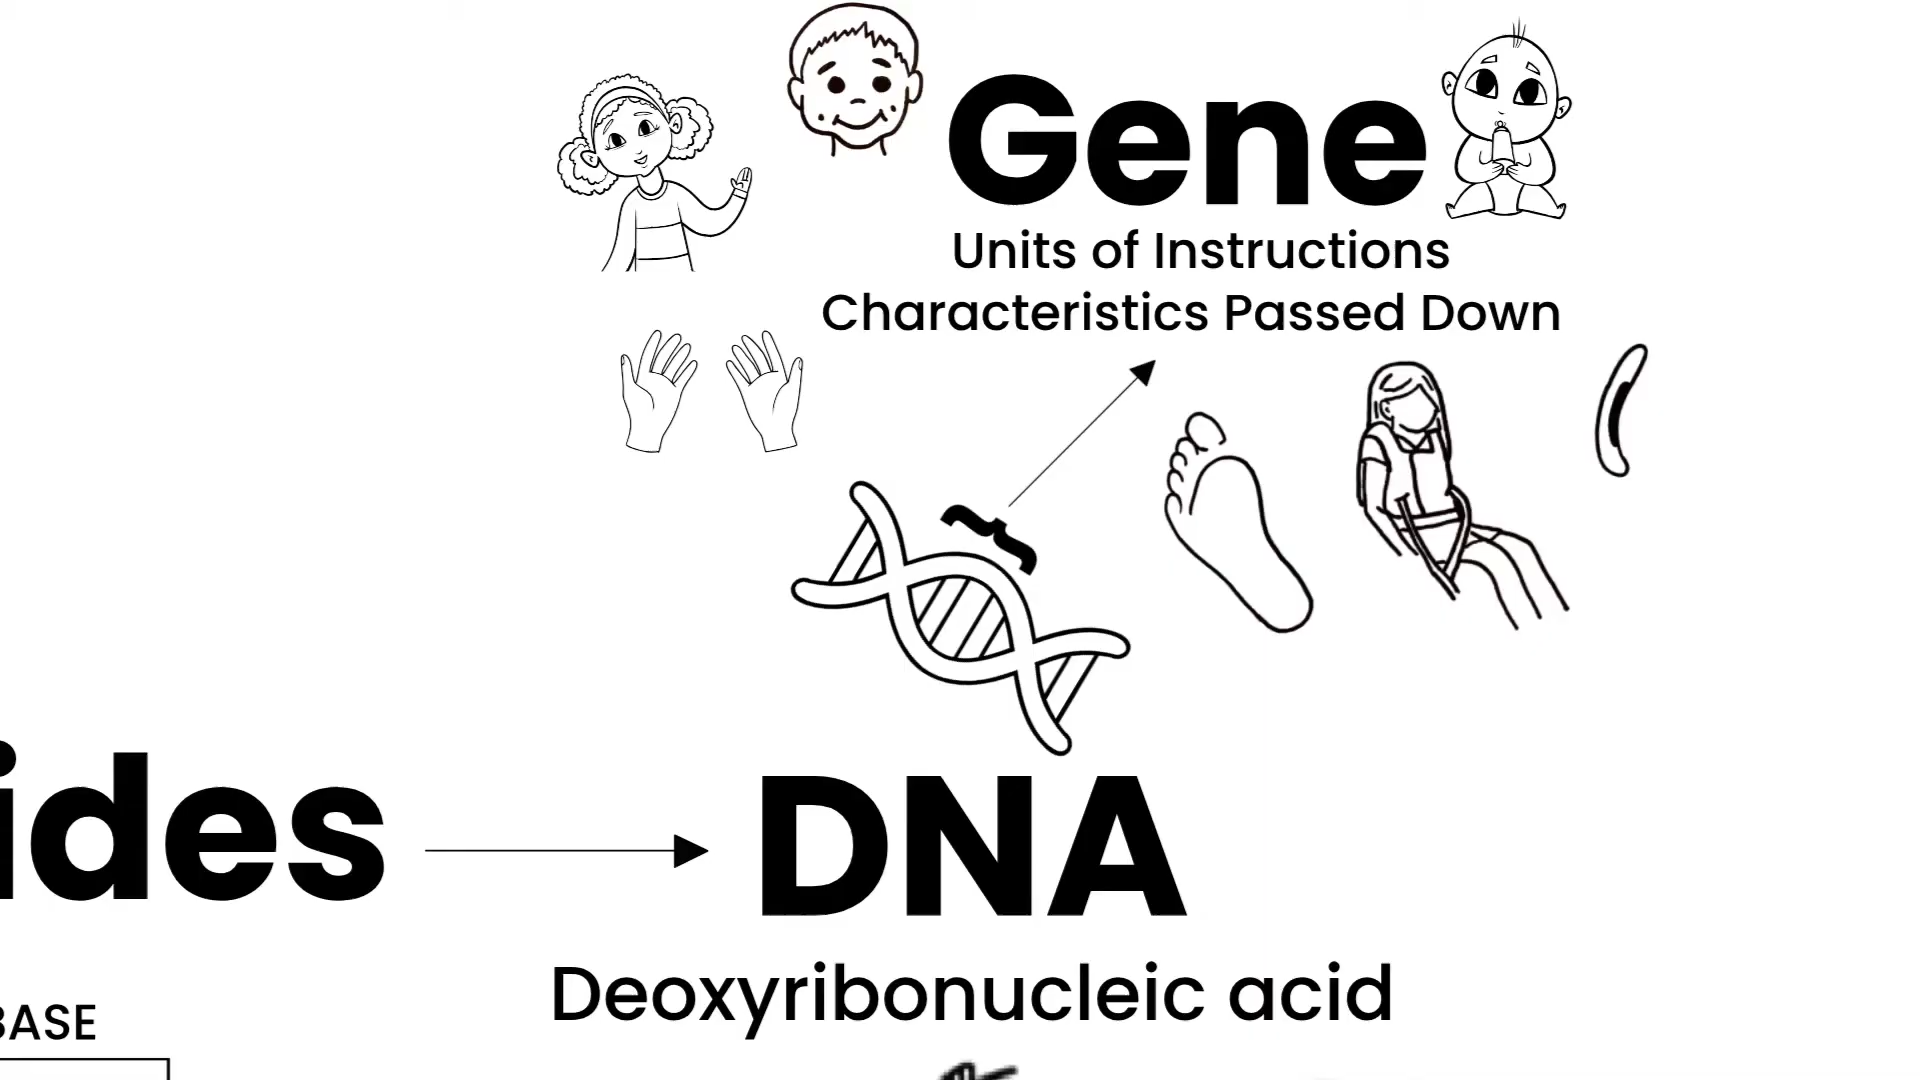 Gene
Units of Instructions
Characteristics Passed Down
ides
DNA
Deoxyribonucleic acid
BASE